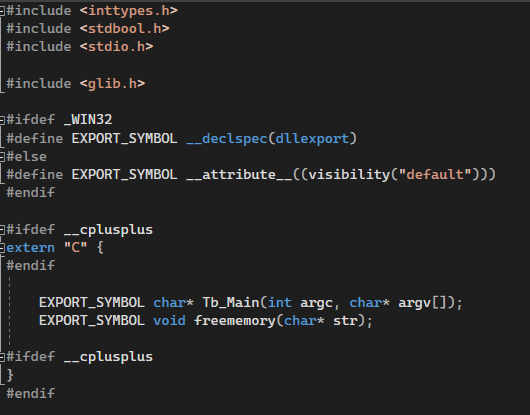 #include <inttypes.h>
#include <stdbool.h>
#include <stdio.h>
#include <glib.h>
#ifdef _WIN32
#define EXPORT_SYMBOL __declspec(dllexport)
#else
#define EXPORT_SYMBOL __attribute__((visibility("default")))
#endif
#ifdef __cplusplus
extern "C" {
#endif
EXPORT_SYMBOL char* Tb_Main(int argc, char* argv[]);
EXPORT_SYMBOL void freememory(char* str);
#ifdef __cplusplus
}
#endif